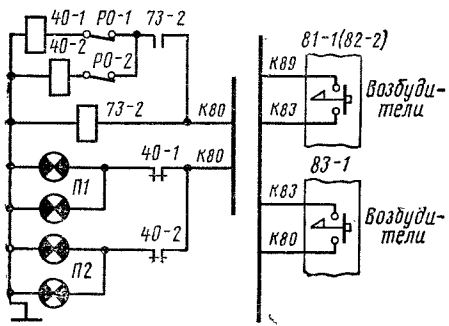 40-1 РО-1 73-2
40-2 РО-2
73-2 К80
40-1 К80
П1
40-2
П2
81-1(82-2)
К89
Возбуди-
тели
К83
83-1
К83
Возбуди-
тели
К80